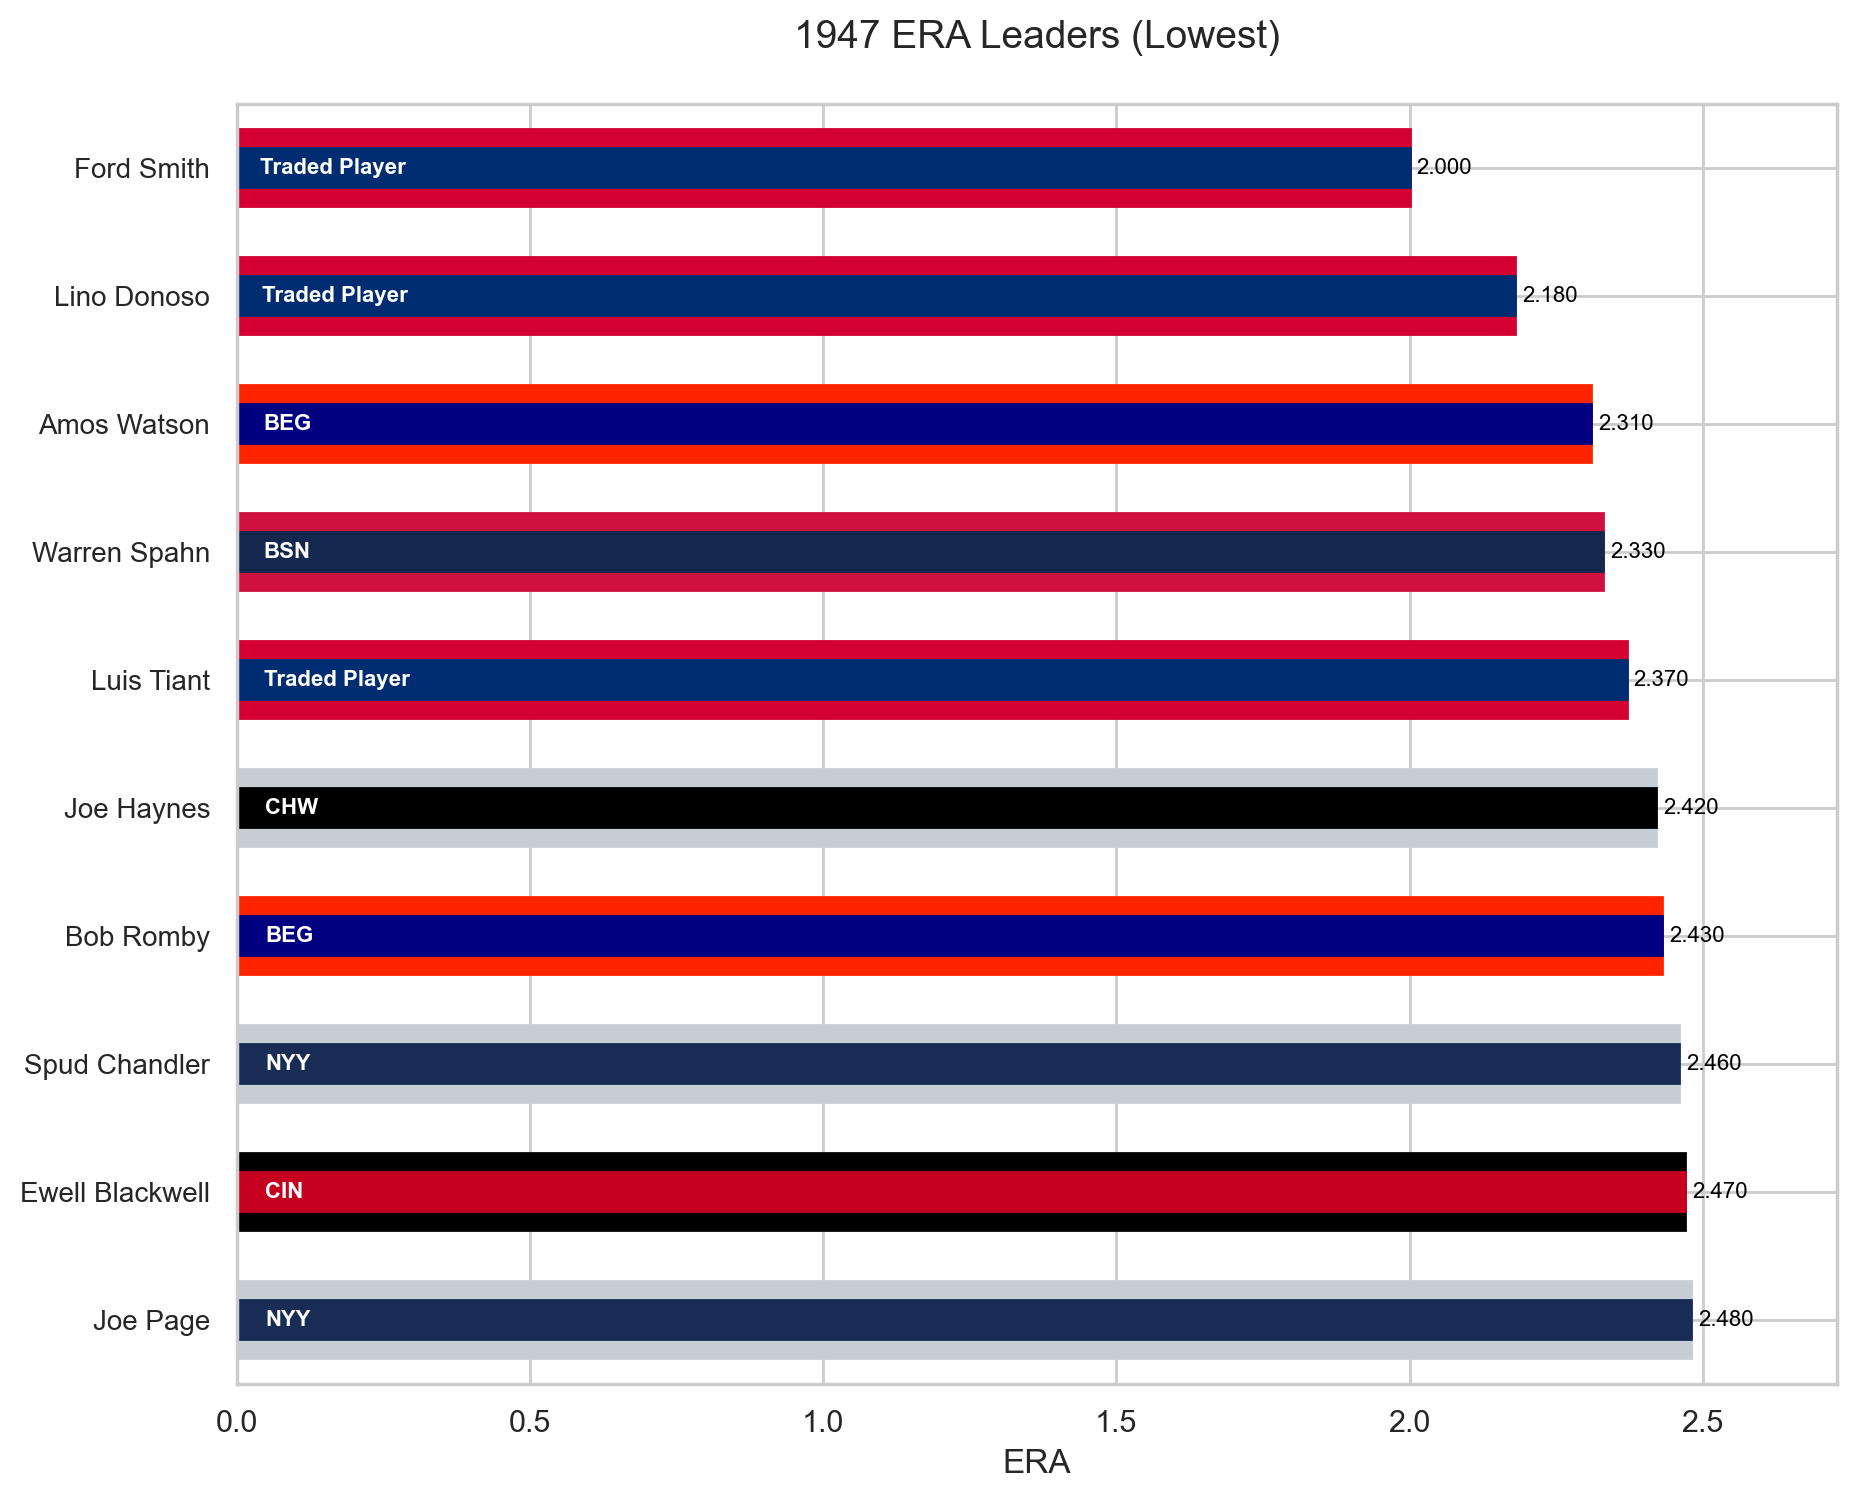 1947 ERA Leaders (Lowest)
Ford Smith Traded Player 2.000
Lino Donoso Traded Player 2.180
Amos Watson BEG 2.310
Warren Spahn BSN 2.330
Luis Tiant Traded Player 2.370
Joe Haynes CHW 2.420
Bob Romby BEG 2.430
Spud Chandler NYY 2.460
Ewell Blackwell CIN 2.470
Joe Page NYY 2.480
0.0 0.5 1.0 1.5 2.0 2.5
ERA